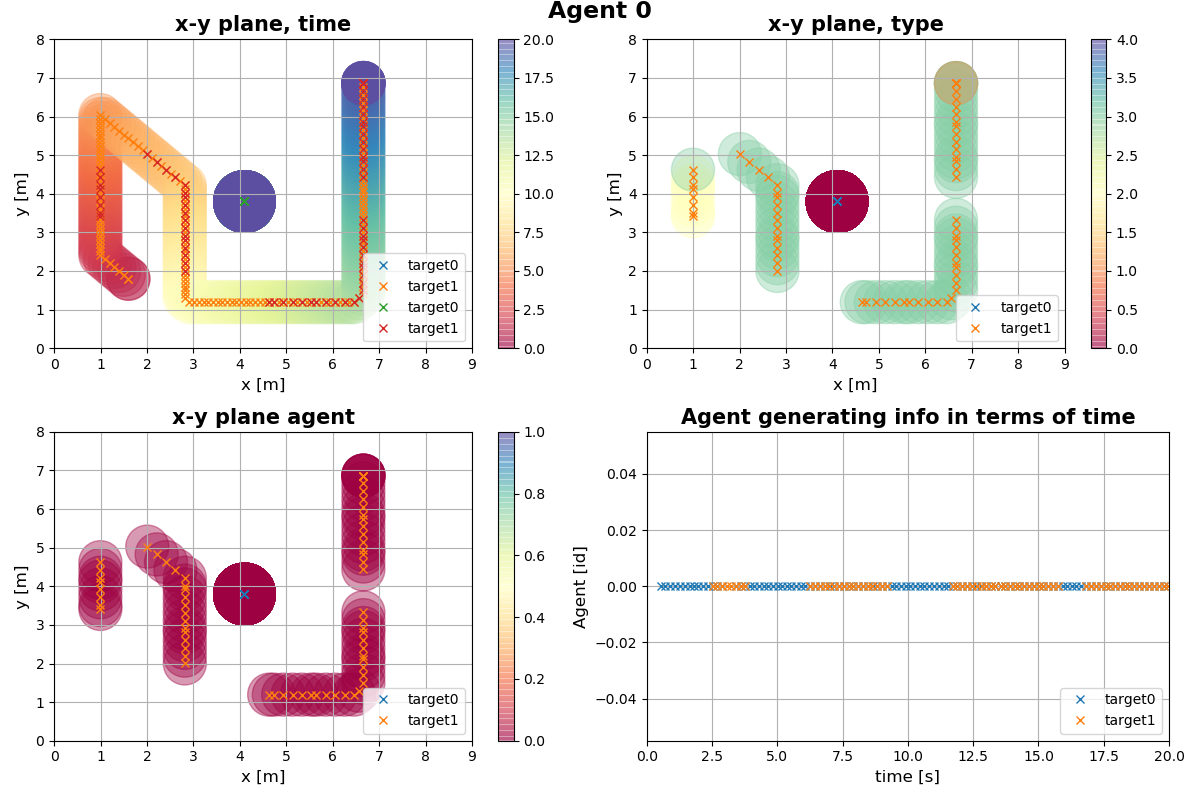 Agent 0
x-y plane, time
8
7
6
5
4
3
2
1
0
y [m]
0 1 2 3 4 5 6 7 8 9
x [m]
target0
target1
target0
target1
20.0
17.5
15.0
12.5
10.0
7.5
5.0
2.5
0.0
x-y plane, type
8
7
6
5
4
3
2
1
0
y [m]
0 1 2 3 4 5 6 7 8 9
x [m]
target0
target1
4.0
3.5
3.0
2.5
2.0
1.5
1.0
0.5
0.0
x-y plane agent
8
7
6
5
4
3
2
1
0
y [m]
0 1 2 3 4 5 6 7 8 9
x [m]
target0
target1
1.0
0.8
0.6
0.4
0.2
0.0
Agent generating info in terms of time
0.04
0.02
0.00
−0.02
−0.04
Agent [id]
0.0 2.5 5.0 7.5 10.0 12.5 15.0 17.5 20.0
time [s]
target0
target1